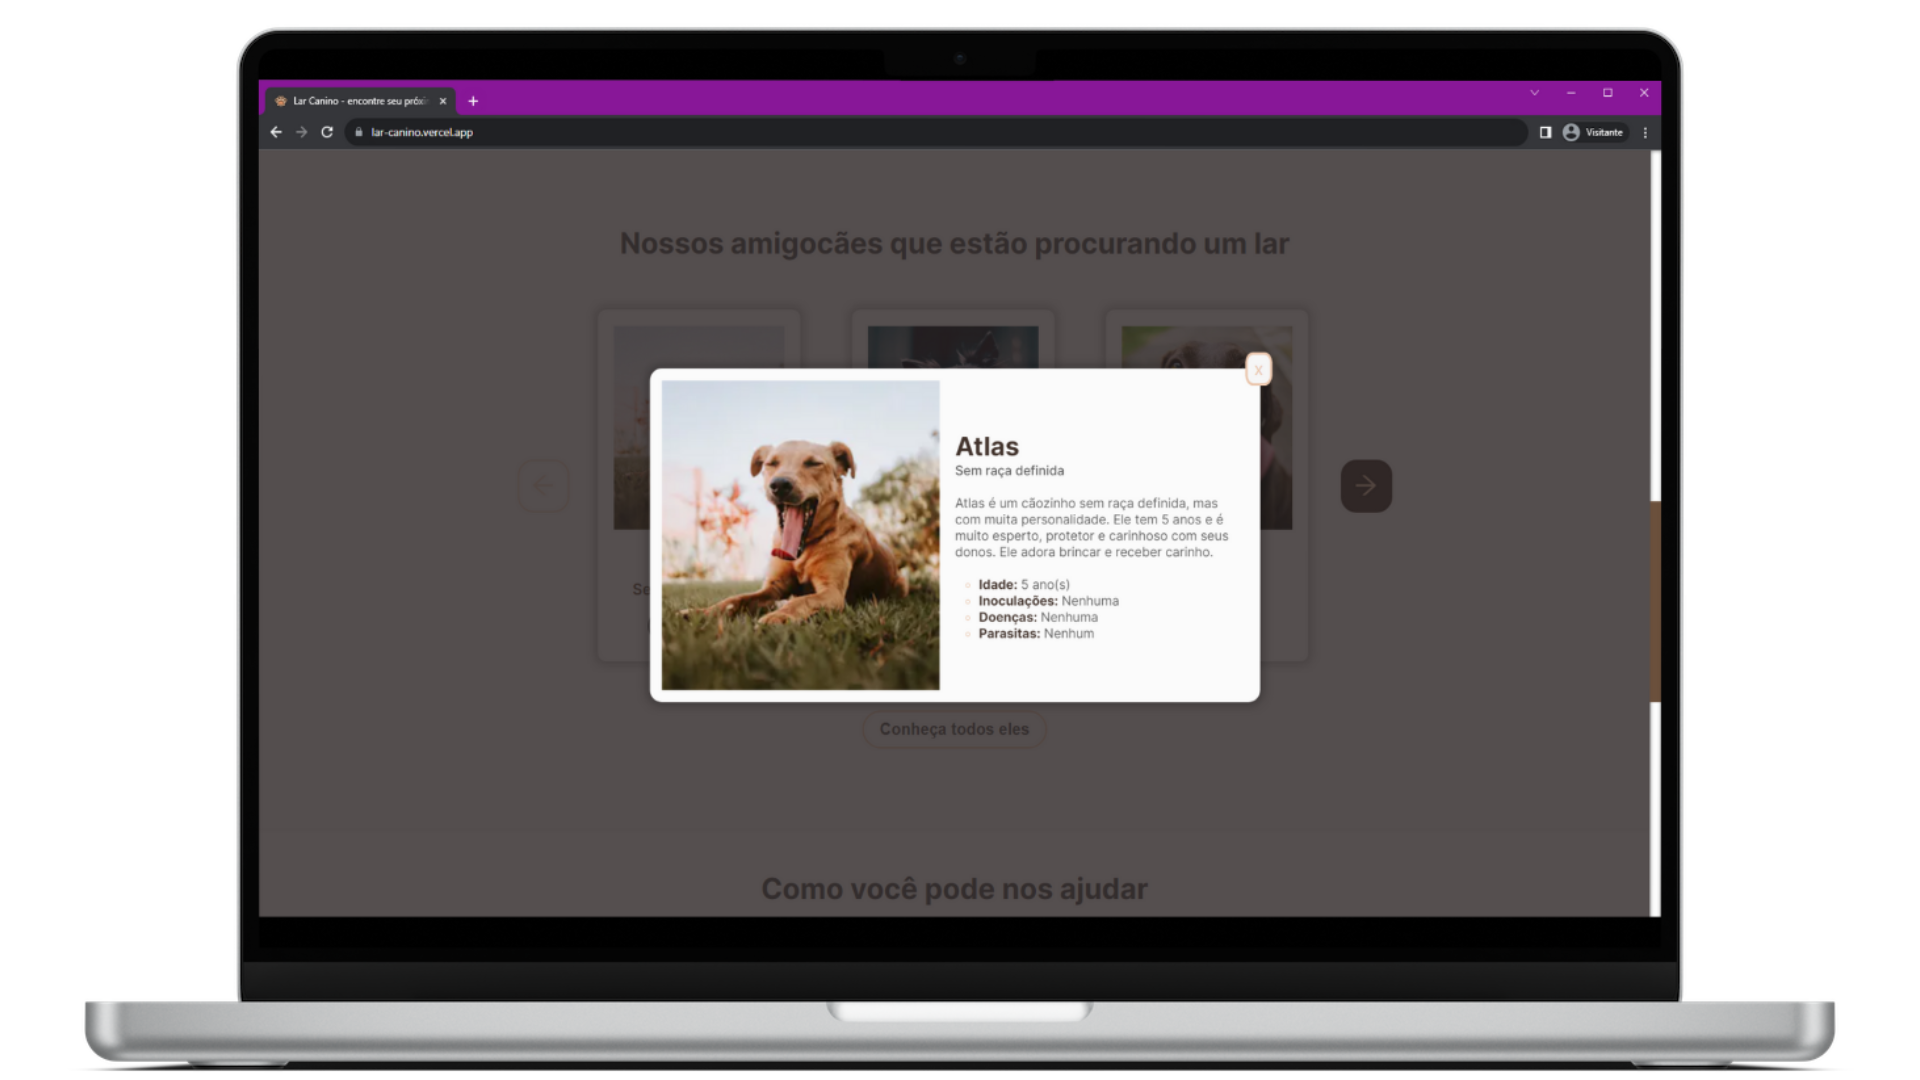 Lar Canino - encontre seu próxi
lar-canino.vercel.app
Visitante
Nossos amigocães que estão procurando um lar
x
Atlas
Sem raça definida
Atlas é um cãozinho sem raça definida, mas
com muita personalidade. Ele tem 5 anos e é
muito esperto, protetor e carinhoso com seus
donos. Ele adora brincar e receber carinho.
Idade: 5 ano(s)
Inoculações: Nenhuma
Doenças: Nenhuma
Parasitas: Nenhum
Se
Conheça todos eles
Como você pode nos ajudar